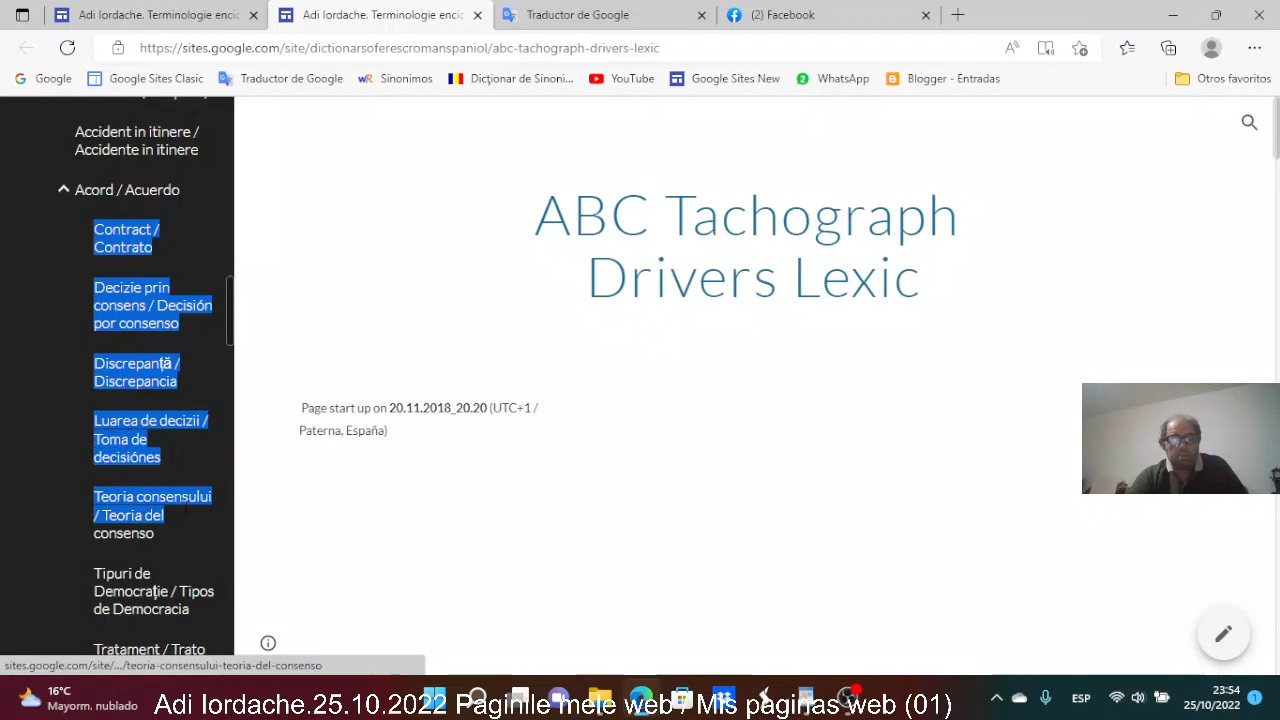 Adi Iordache. Terminologie enci
Adi Iordache. Terminologie enci
Traductor de Google
(2) Facebook
https://sites.google.com/site/dictionarsoferescromanspaniol/abc-tachograph-drivers-lexic
Google
Google Sites Clasic
Traductor de Google
Sinonimos
Dicționar de Sinoni...
YouTube
Google Sites New
WhatsApp
Blogger - Entradas
Otros favoritos
Accident in itinere /
Accidente in itinere
Acord / Acuerdo
Contract /
Contrato
Decizie prin
consens / Decisión
por consenso
Discrepanță /
Discrepancia
Luarea de decizii /
Toma de
decisiónes
Teoria consensului
/ Teoria del
consenso
Tipuri de
Democrație / Tipos
de Democracia
Tratament / Trato
ABC Tachograph
Drivers Lexic
Page start up on 20.11.2018_20.20 (UTC+1 /
Paterna, España)
sites.google.com/site/.../teoria-consensului-teoria-del-consenso
16°C
Mayorm. nublado
ESP
23:54
25/10/2022
1
Adi Iordache.25.10.2022 Paginile mele web / Mis páginas web (01)